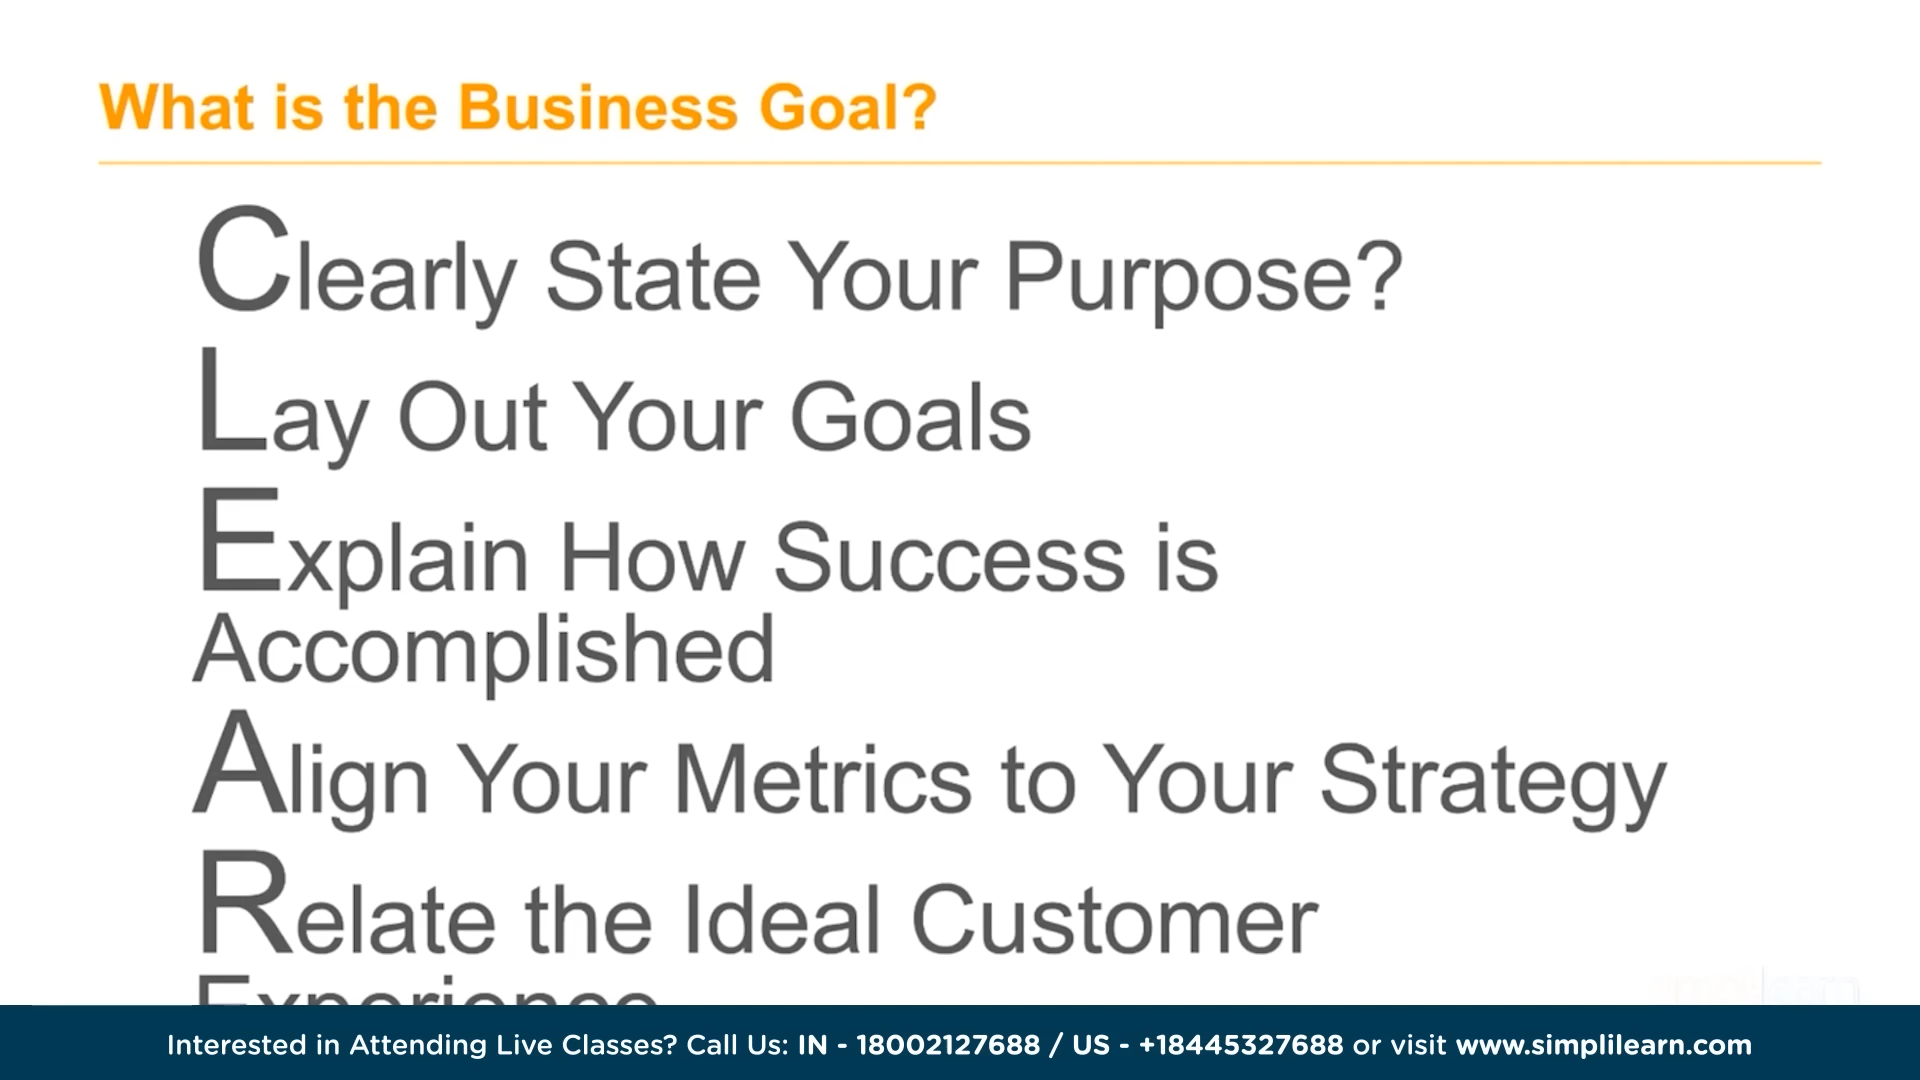 What is the Business Goal?
Clearly State Your Purpose?
Lay Out Your Goals
Explain How Success is
Accomplished
Align Your Metrics to Your Strategy
Relate the Ideal Customer
Experience
Interested in Attending Live Classes? Call Us: IN - 18002127688 / US - +18445327688 or visit www.simplilearn.com